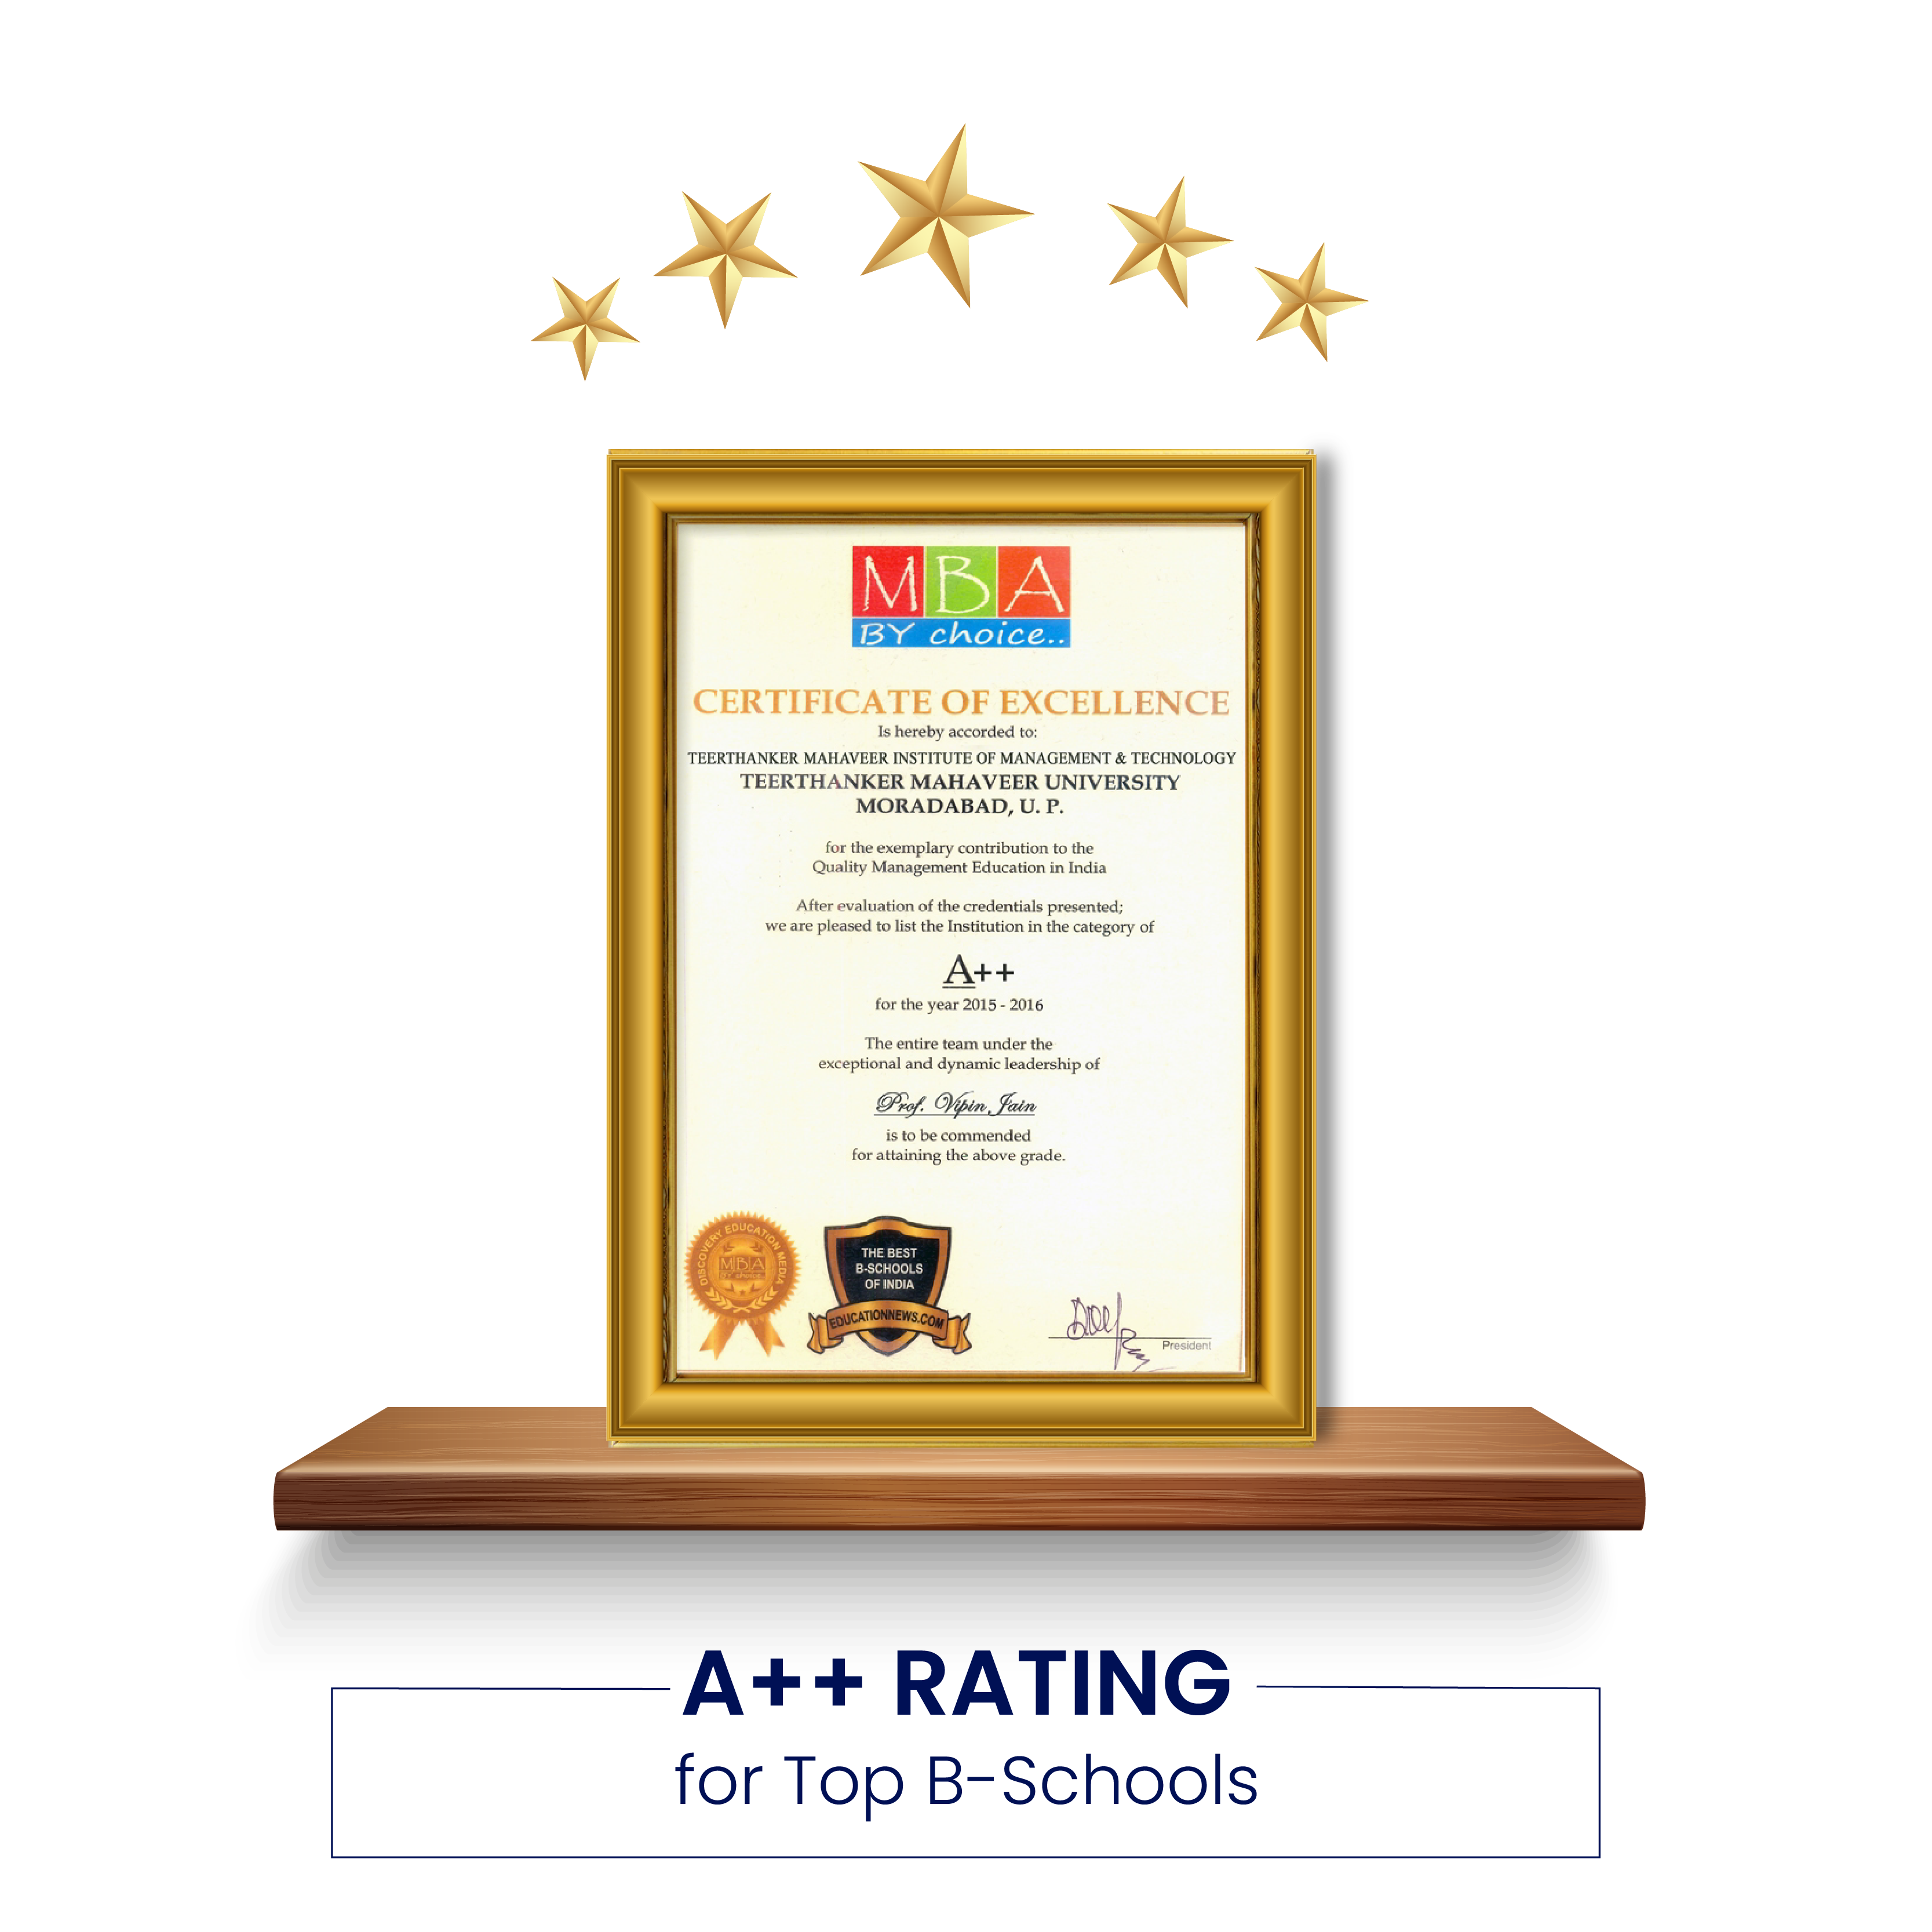 MBA
BY choice..
CERTIFICATE OF EXCELLENCE
Is hereby accorded to:
TEERTHANKER MAHAVEER INSTITUTE OF MANAGEMENT & TECHNOLOGY
TEERTHANKER MAHAVEER UNIVERSITY
MORADABAD, U. P.
for the exemplary contribution to the
Quality Management Education in India
After evaluation of the credentials presented;
we are pleased to list the Institution in the category of
A++
for the year 2015 - 2016
The entire team under the
exceptional and dynamic leadership of
Prof. Vipin Jain
is to be commended
for attaining the above grade.
DISCOVERY EDUCATION MEDIA
MBA
BY choice..
THE BEST
B-SCHOOLS
OF INDIA
EDUCATIONNEWS.COM
President
A++ RATING
for Top B-Schools